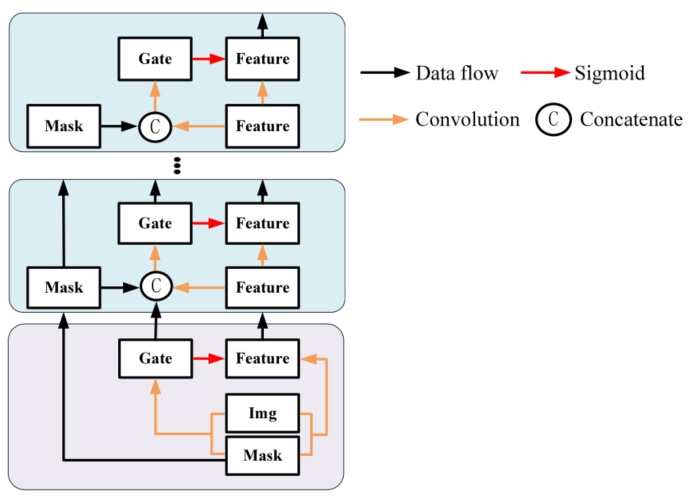 Gate Feature
Mask C Feature
Data flow Sigmoid
Convolution C Concatenate
Gate Feature
Mask C Feature
Gate Feature
Img
Mask